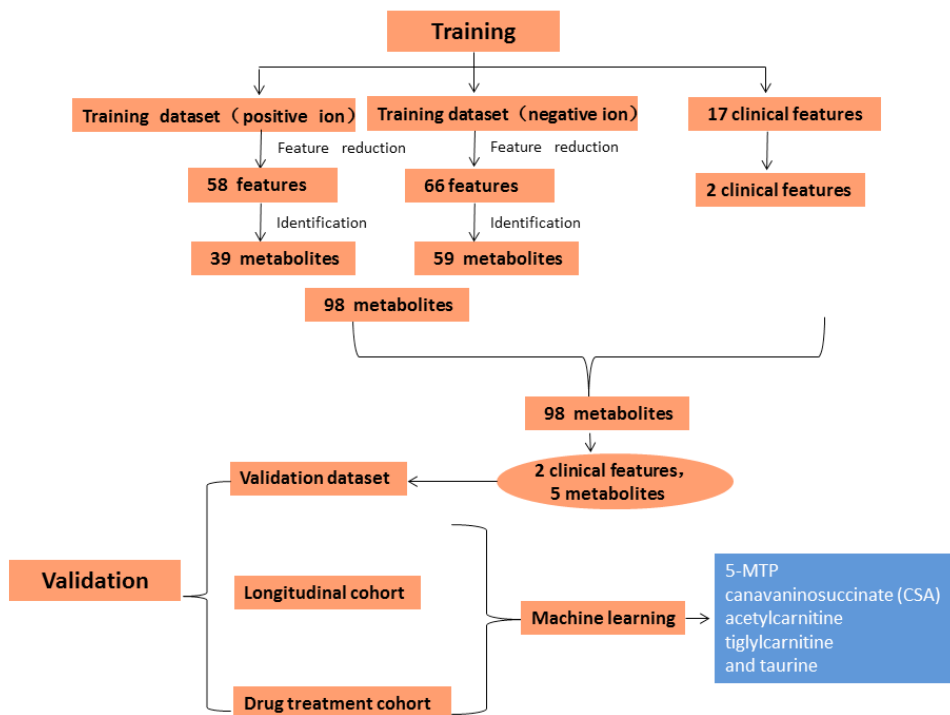 Training
Training dataset（positive ion）
Training dataset（negative ion）
17 clinical features
Feature reduction
Feature reduction
58 features
66 features
2 clinical features
Identification
Identification
39 metabolites
59 metabolites
98 metabolites
98 metabolites
2 clinical features，
5 metabolites
Validation dataset
Validation
Longitudinal cohort
Drug treatment cohort
Machine learning
5-MTP
canavaninosuccinate (CSA)
acetylcarnitine
tiglylcarnitine
and taurine